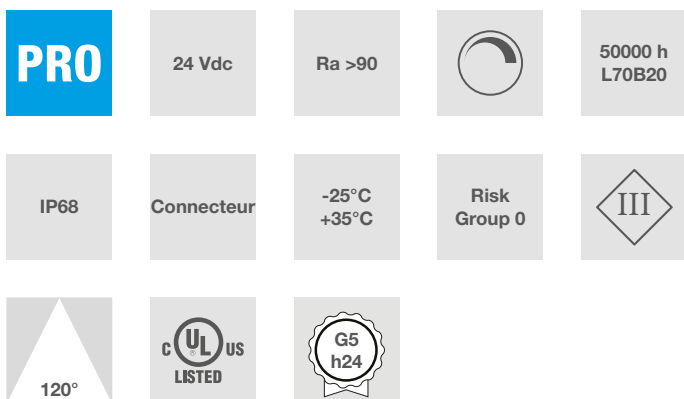 PRO
24 Vdc
Ra >90
50000 h
L70B20
IP68
Connecteur
-25°C
+35°C
Risk
Group 0
III
120°
C UL US
®
LISTED
G5
h24